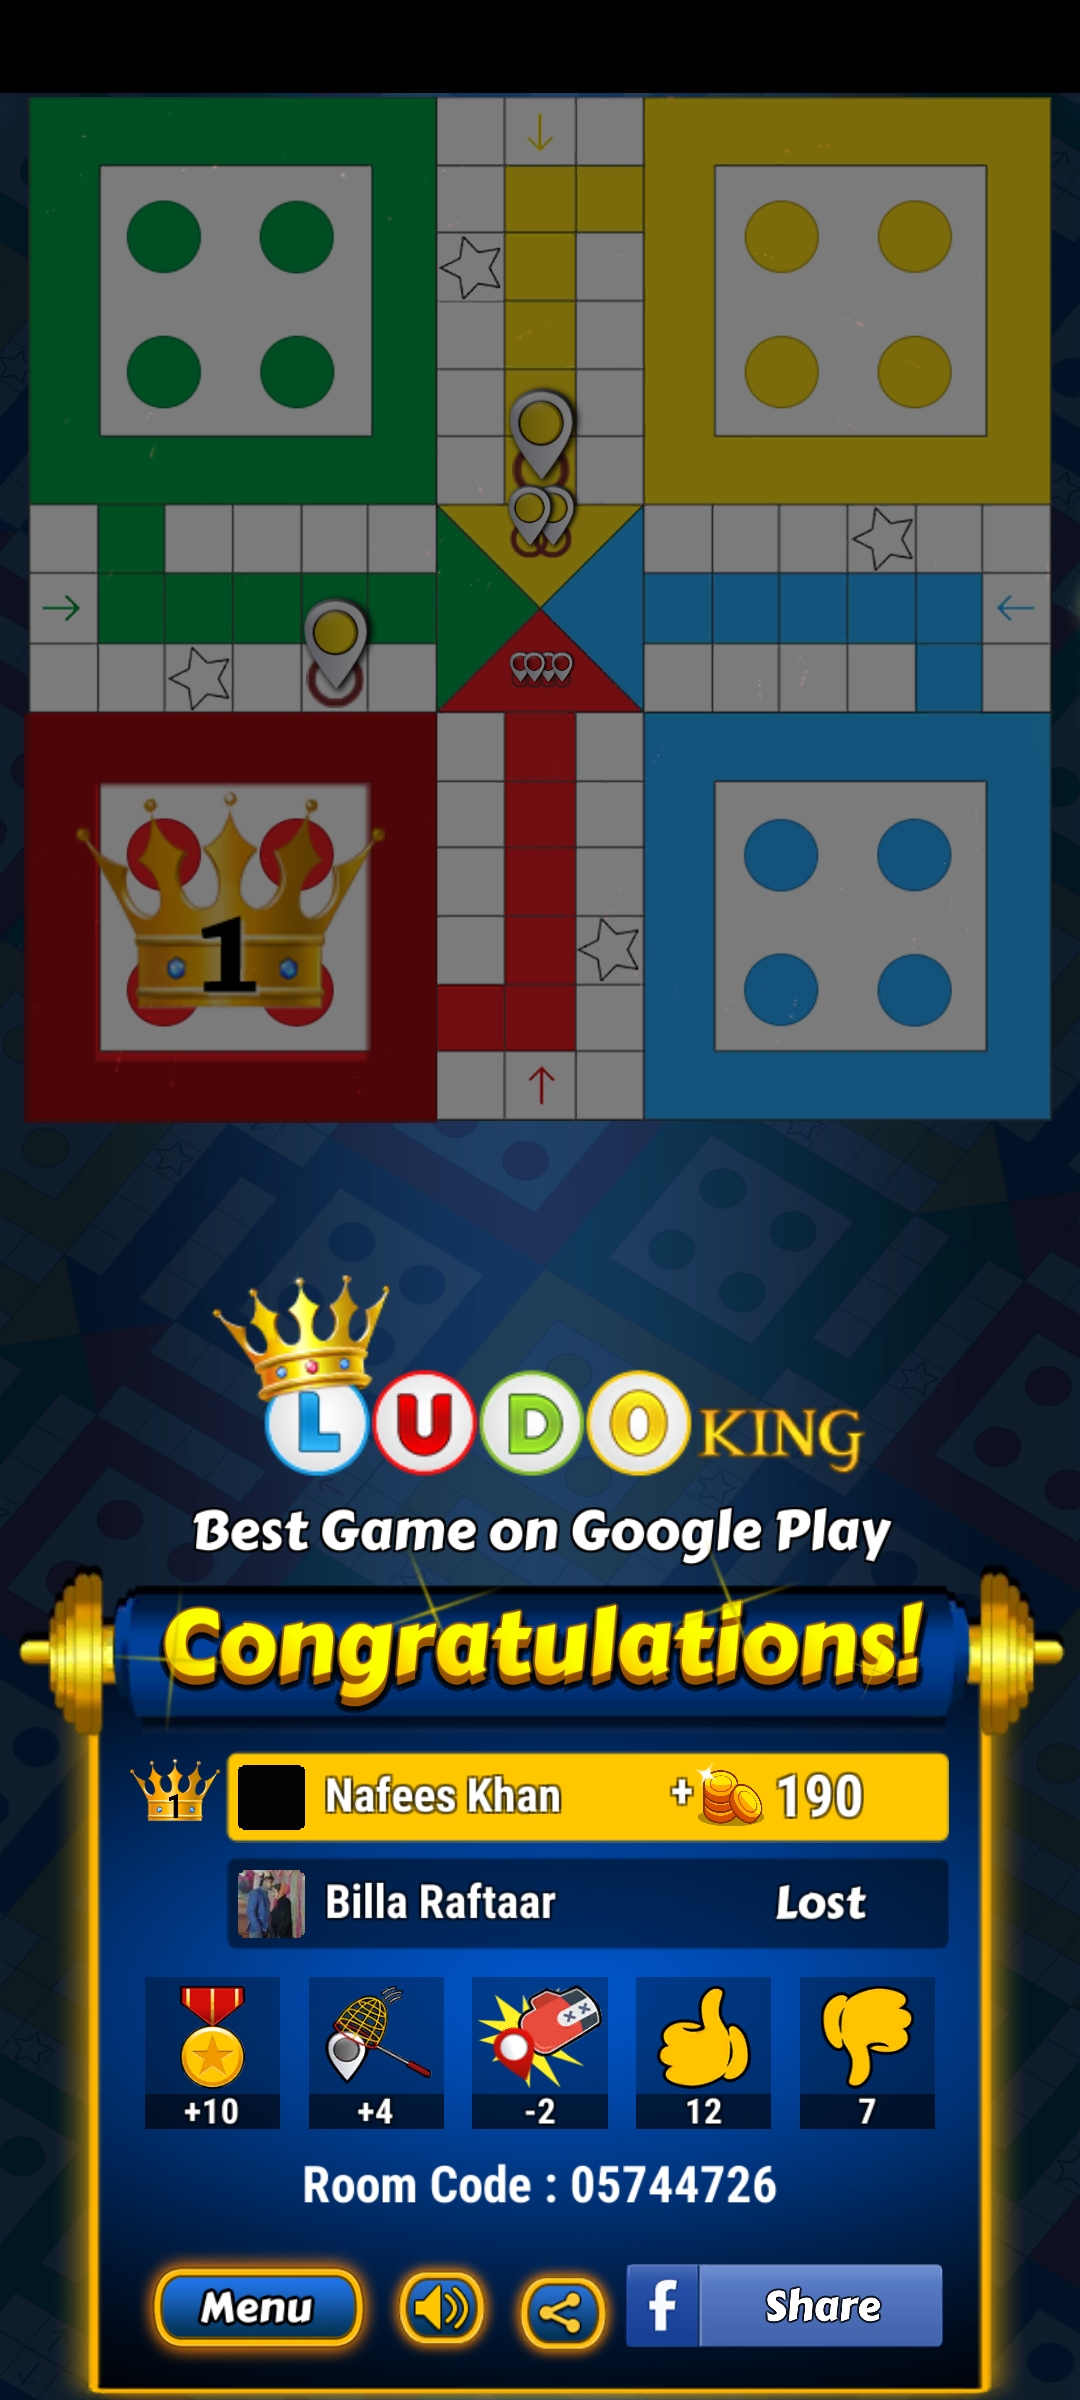 1
LUDO KING
Best Game on Google Play
Congratulations!
1 Nafees Khan + 190
Billa Raftaar Lost
+10 +4 -2 12 7
Room Code : 05744726
Menu f Share